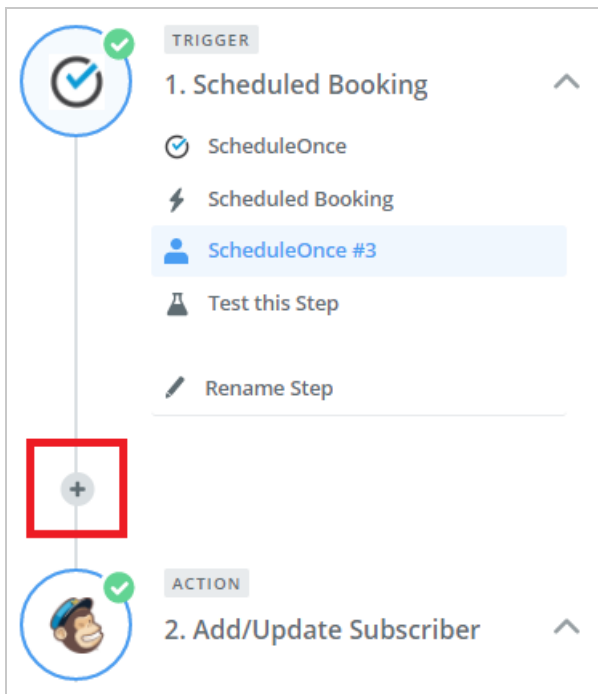 TRIGGER
1. Scheduled Booking
ScheduleOnce
Scheduled Booking
ScheduleOnce #3
Test this Step
Rename Step
ACTION
2. Add/Update Subscriber